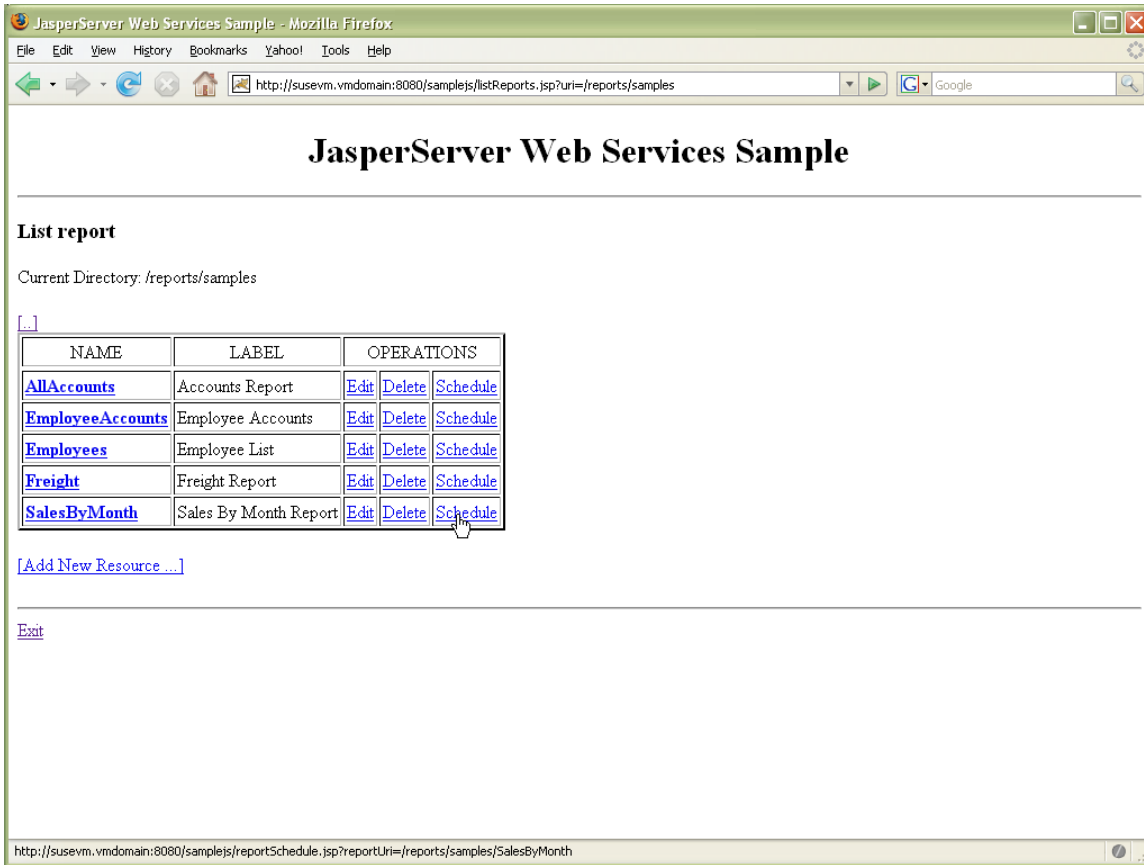 JasperServer Web Services Sample - Mozilla Firefox
File Edit View History Bookmarks Yahoo! Tools Help
http://susevm.vmdomain:8080/samplejs/listReports.jsp?uri=/reports/samples G Google
JasperServer Web Services Sample
List report
Current Directory: /reports/samples
[..]
NAME LABEL OPERATIONS
AllAccounts Accounts Report Edit Delete Schedule
EmployeeAccounts Employee Accounts Edit Delete Schedule
Employees Employee List Edit Delete Schedule
Freight Freight Report Edit Delete Schedule
SalesByMonth Sales By Month Report Edit Delete Schedule
[Add New Resource ...]
Exit
http://susevm.vmdomain:8080/samplejs/reportSchedule.jsp?reportUri=/reports/samples/SalesByMonth